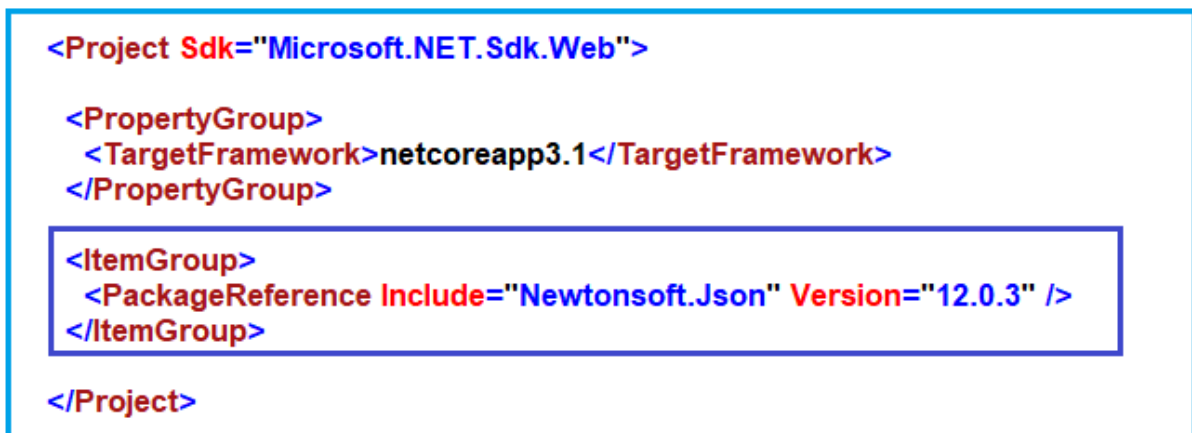 <Project Sdk="Microsoft.NET.Sdk.Web">
<PropertyGroup>
<TargetFramework>netcoreapp3.1</TargetFramework>
</PropertyGroup>
<ItemGroup>
<PackageReference Include="Newtonsoft.Json" Version="12.0.3" />
</ItemGroup>
</Project>